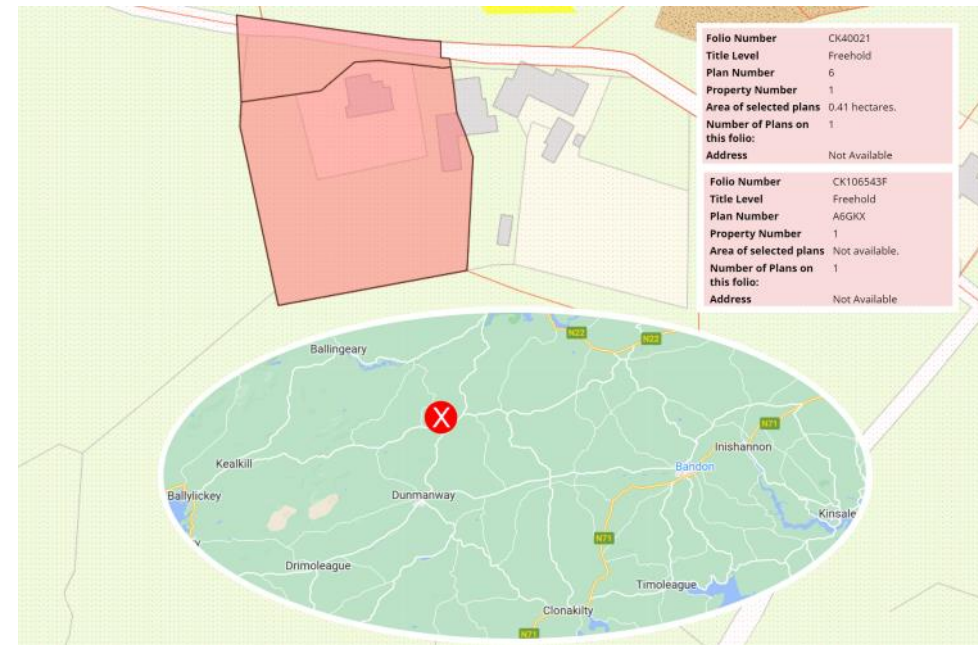 Folio Number CK40021
Title Level Freehold
Plan Number 6
Property Number 1
Area of selected plans 0.41 hectares.
Number of Plans on 1
this folio:
Address Not Available
Folio Number CK106543F
Title Level Freehold
Plan Number A6GKX
Property Number 1
Area of selected plans Not available.
Number of Plans on 1
this folio:
Address Not Available
N22
N22
Ballingeary
X
N71
Inishannon
Kealkill
Bandon
Ballylickey
Dunmanway
Kinsale
N71
y
Drimoleague
Timoleague
Clonakilty
N71